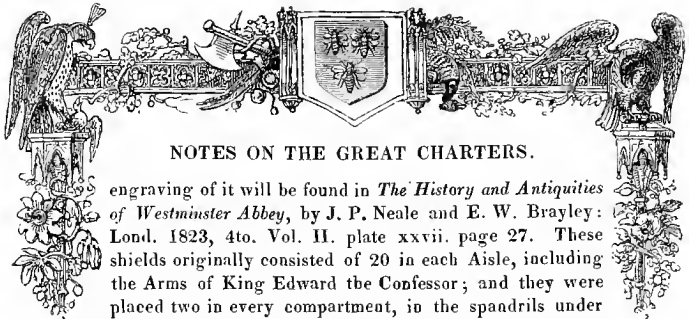 NOTES ON THE GREAT CHARTERS.
engraving of it will be found in The History and Antiquities
of Westminster Abbey, by J. P. Neale and E. W. Brayley:
Lond. 1823, 4to. Vol. II. plate xxvii. page 27. These
shields originally consisted of 20 in each Aisle, including
the Arms of King Edward the Confessor; and they were
placed two in every compartment, in the spandrils under